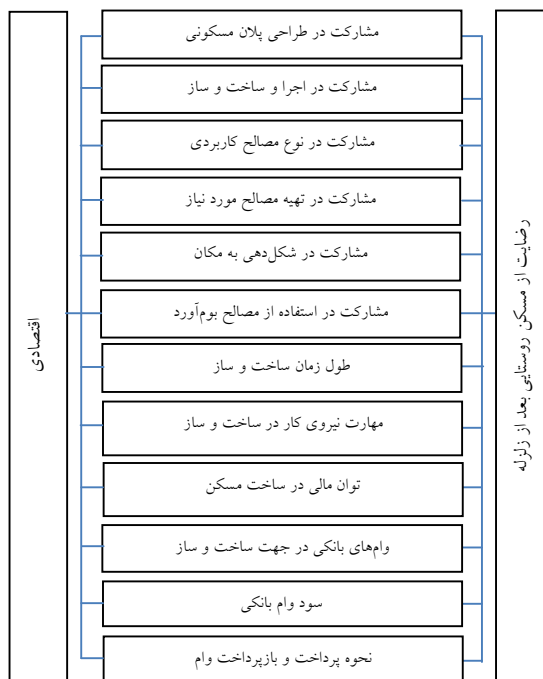 رضایت از مسکن روستایی بعد از زلزله
مشارکت در طراحی پلان مسکونی
مشارکت در اجرا و ساخت و ساز
مشارکت در نوع مصالح کاربردی
مشارکت در تهیه مصالح مورد نیاز
مشارکت در شکل‌دهی به مکان
مشارکت در استفاده از مصالح بوم‌آورد
طول زمان ساخت و ساز
مهارت نیروی کار در ساخت و ساز
توان مالی در ساخت مسکن
وام‌های بانکی در جهت ساخت و ساز
سود وام بانکی
نحوه پرداخت و بازپرداخت وام
اقتصادی